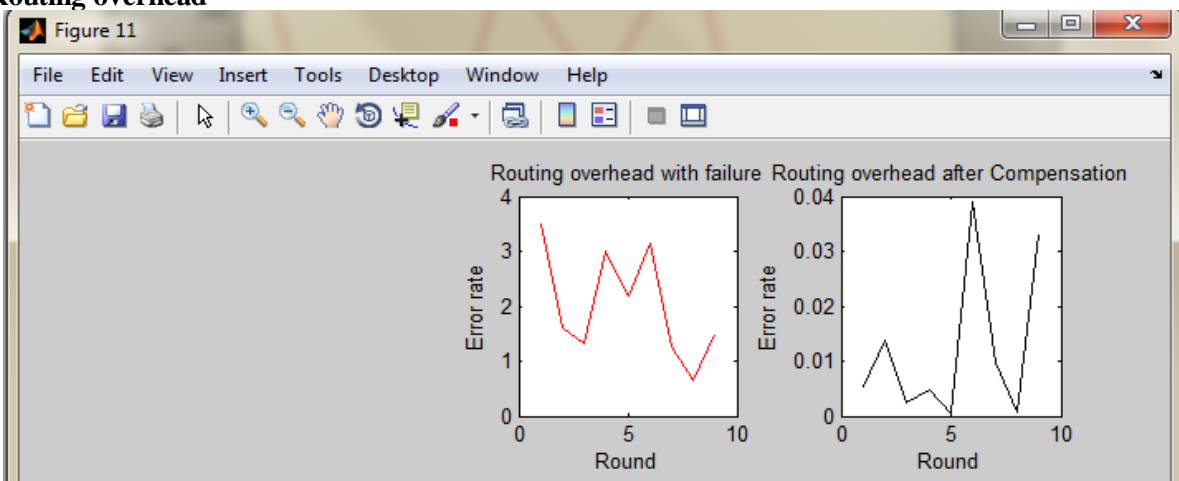 Routing overhead
Figure 11
File Edit View Insert Tools Desktop Window Help
Routing overhead with failure
4
3
2
1
0
0 5 10
Error rate
Round
Routing overhead after Compensation
0.04
0.03
0.02
0.01
0
0 5 10
Error rate
Round